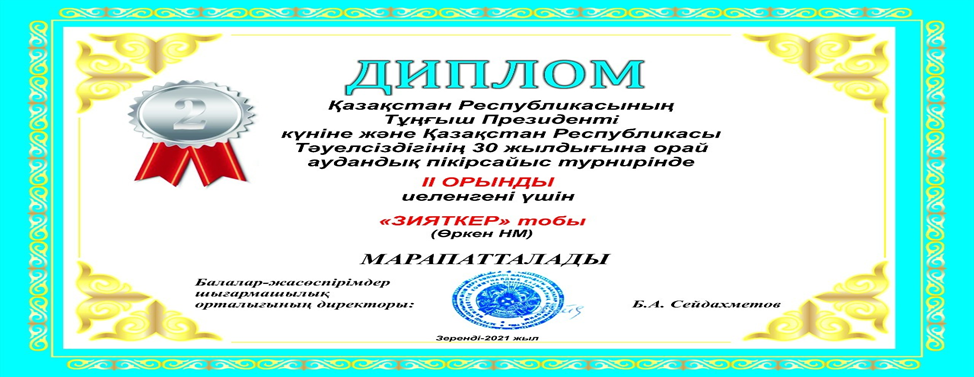 2
ДИПЛОМ
Қазақстан Республикасының
Тұңғыш Президенті
күніне және Қазақстан Республикасы
Тәуелсіздігінің 30 жылдығына орай
аудандық пікірсайыс турнирінде
ІІ ОРЫНДЫ
иеленгені үшін
«ЗИЯТКЕР» тобы
(Өркен НМ)
МАРАПАТТАЛАДЫ
Балалар-жасөспірімдер
шығармашылық
орталығының директоры:
Б.А. Сейдахметов
Зеренді-2021 жыл